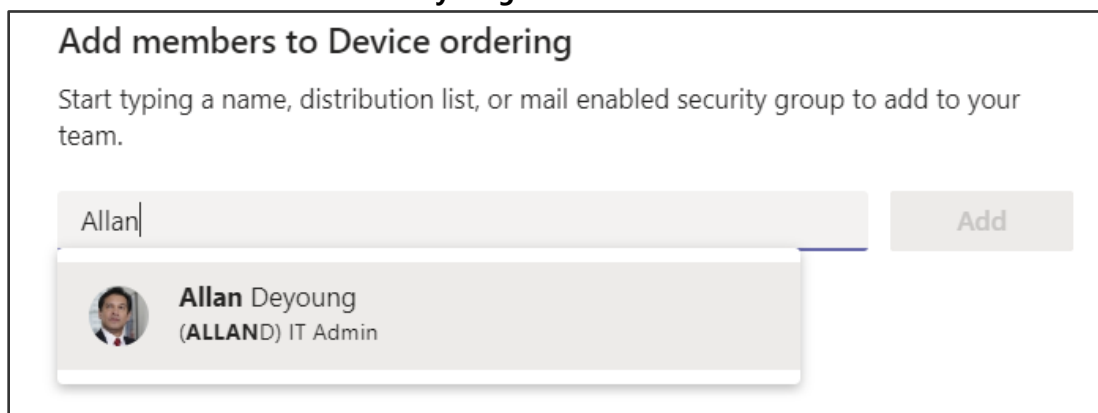 Add members to Device ordering
Start typing a name, distribution list, or mail enabled security group to add to your
team.
Allan
Add
Allan Deyoung
(ALLAND) IT Admin